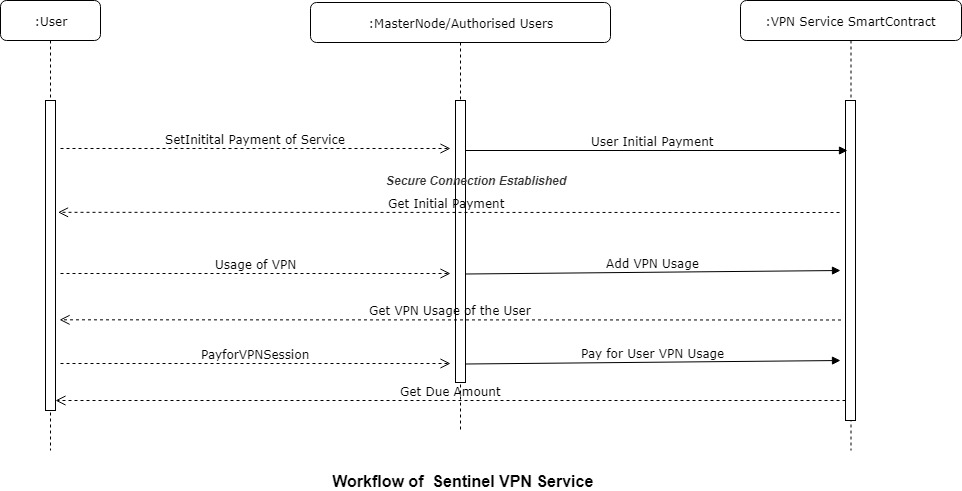 :User
:MasterNode/Authorised Users
:VPN Service SmartContract
SetInitital Payment of Service
User Initial Payment
Secure Connection Established
Get Initial Payment
Usage of VPN
Add VPN Usage
Get VPN Usage of the User
PayforVPNSession
Pay for User VPN Usage
Get Due Amount
Workflow of Sentinel VPN Service